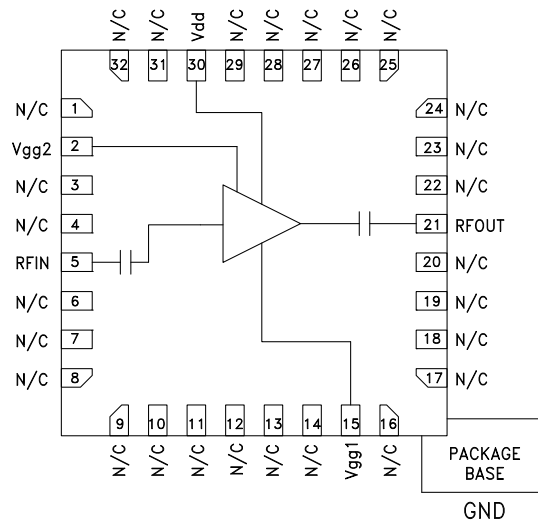 N/C N/C Vdd N/C N/C N/C N/C N/C
32 31 30 29 28 27 26 25
N/C 1
Vgg2 2
N/C 3
N/C 4
RFIN 5
N/C 6
N/C 7
N/C 8
24 N/C
23 N/C
22 N/C
21 RFOUT
20 N/C
19 N/C
18 N/C
17 N/C
9 10 11 12 13 14 15 16
N/C N/C N/C N/C N/C N/C Vgg1 N/C
PACKAGE
BASE
GND